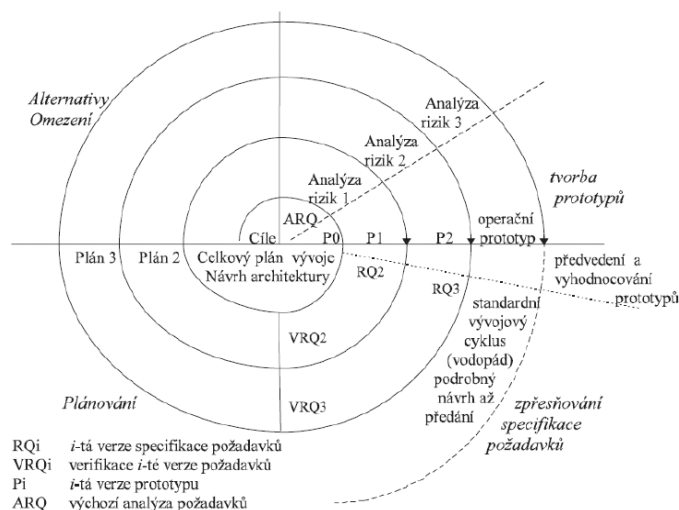 Alternativy
Omezení
Analýza
rizik 3
Analýza
rizik 2
Analýza
rizik 1
tvorba
prototypů
ARQ
operační
prototyp
Cíle
P0
P1
P2
Plán 3
Plán 2
Celkový plán vývoje
Návrh architektury
RQ2
RQ3
předvedení a
vyhodnocování
prototypů
standardní
vývojový
cyklus
(vodopád)
podrobný
návrh až
předání
VRQ2
VRQ3
Plánování
zpřesňování
specifikace
požadavků
RQi i-tá verze specifikace požadavků
VRQi verifikace i-té verze požadavků
Pi i-tá verze prototypu
ARQ výchozí analýza požadavků